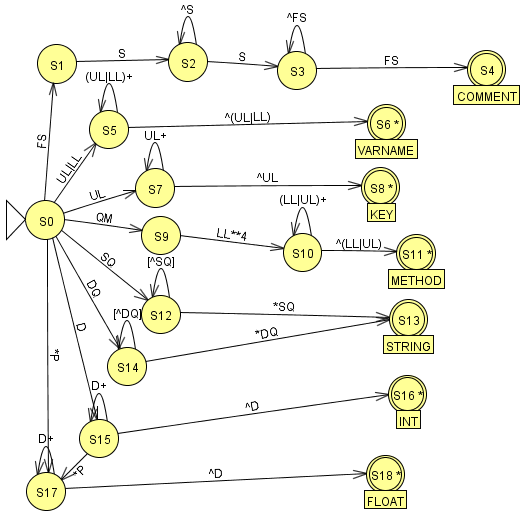 ^S
^FS
S1
S
S2
S
S3
FS
S4
COMMENT
(UL|LL)+
FS
S5
^(UL|LL)
S6 *
VARNAME
UL|LL
UL+
UL
S7
^UL
S8 *
KEY
S0
QM
S9
LL**4
(LL|UL)+
S10
^(LL|UL)
S11 *
METHOD
SQ
[^SQ]
S12
*SQ
S13
STRING
DQ
[^DQ]
S14
*DQ
D
*P
D+
S15
^D
S16 *
INT
*P
D+
S17
^D
S18 *
FLOAT